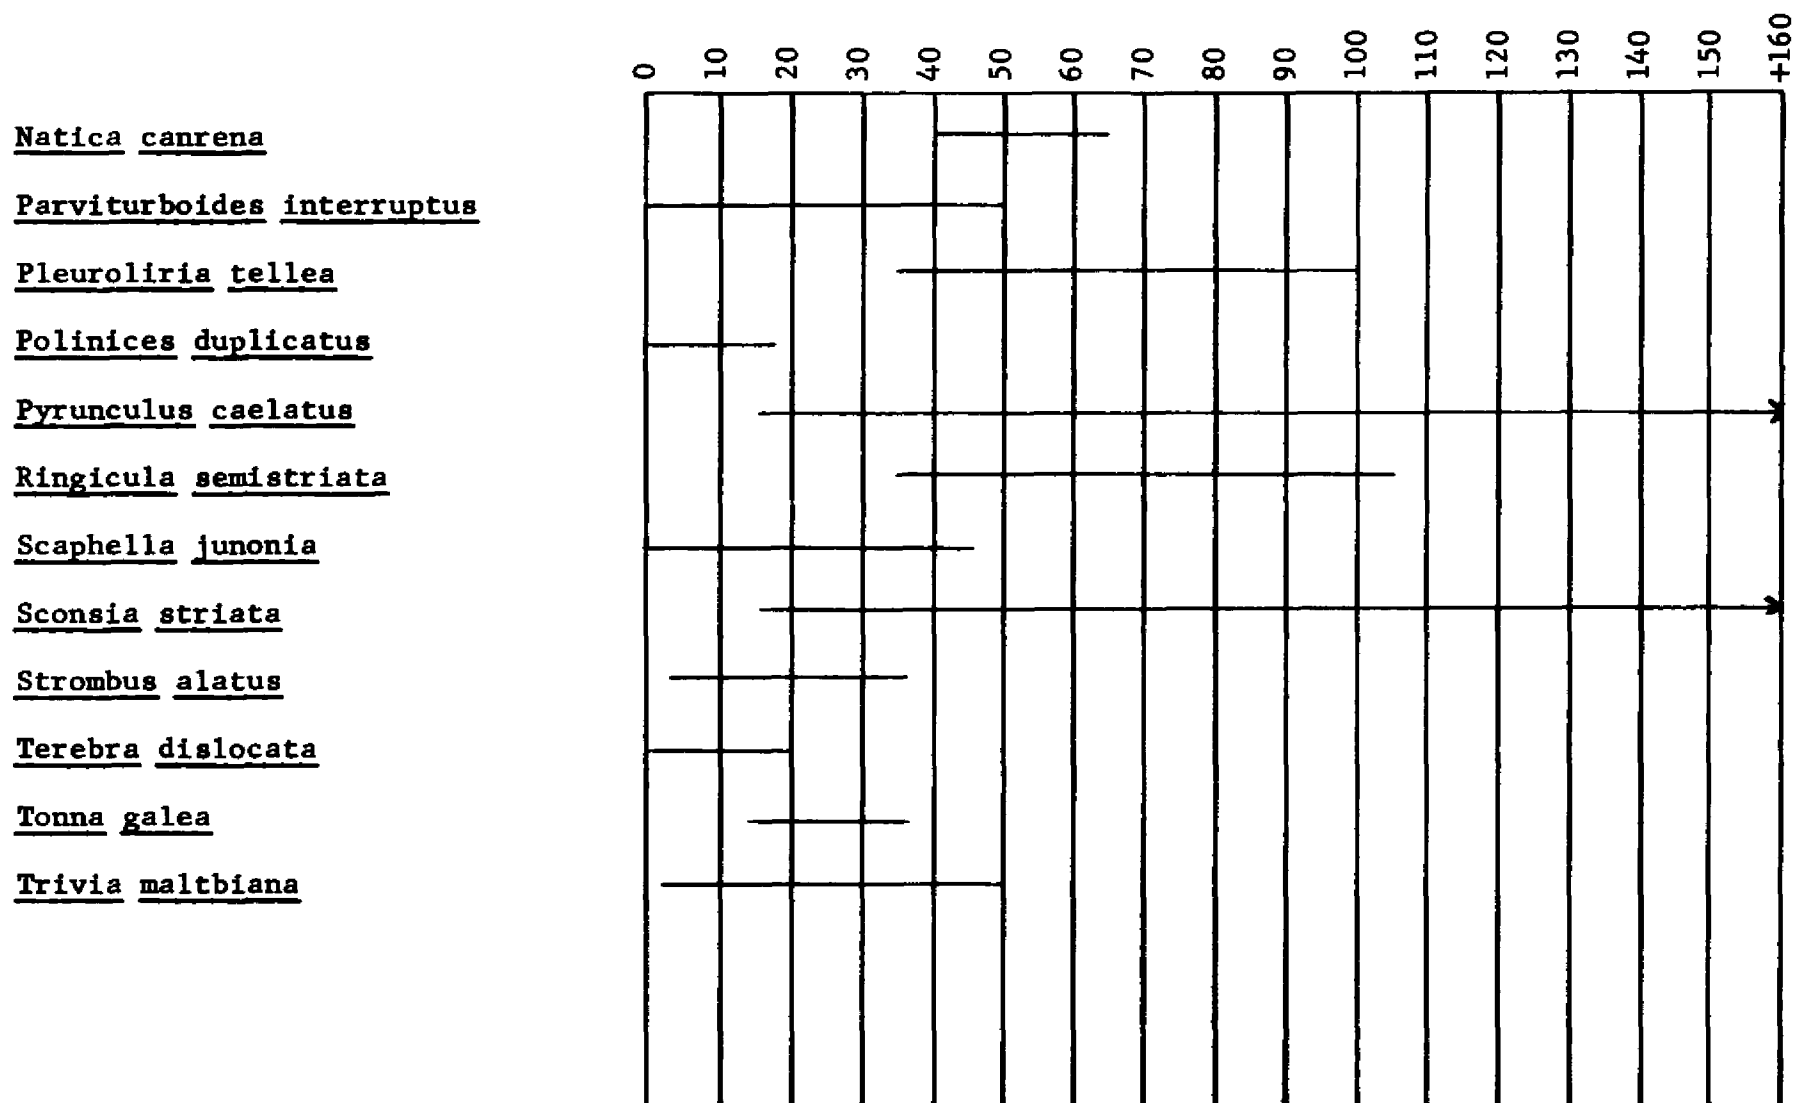 0 10 20 30 40 50 60 70 80 90 100 110 120 130 140 150 +160
Natica canrena
Parviturboides interruptus
Pleuroliria tellea
Polinices duplicatus
Pyrunculus caelatus
Ringicula semistriata
Scaphella junonia
Sconsia striata
Strombus alatus
Terebra dislocata
Tonna galea
Trivia maltbiana